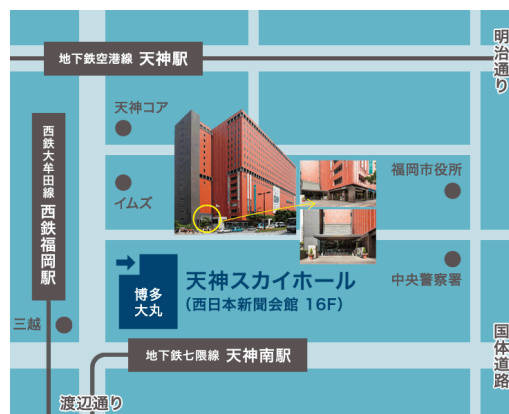 地下鉄空港線 天神駅
明治通り
天神コア
西鉄大牟田線 西鉄福岡駅
福岡市役所
イムズ
天神スカイホール
（西日本新聞会館 16F）
博多
大丸
中央警察署
三越
国体道路
地下鉄七隈線 天神南駅
渡辺通り